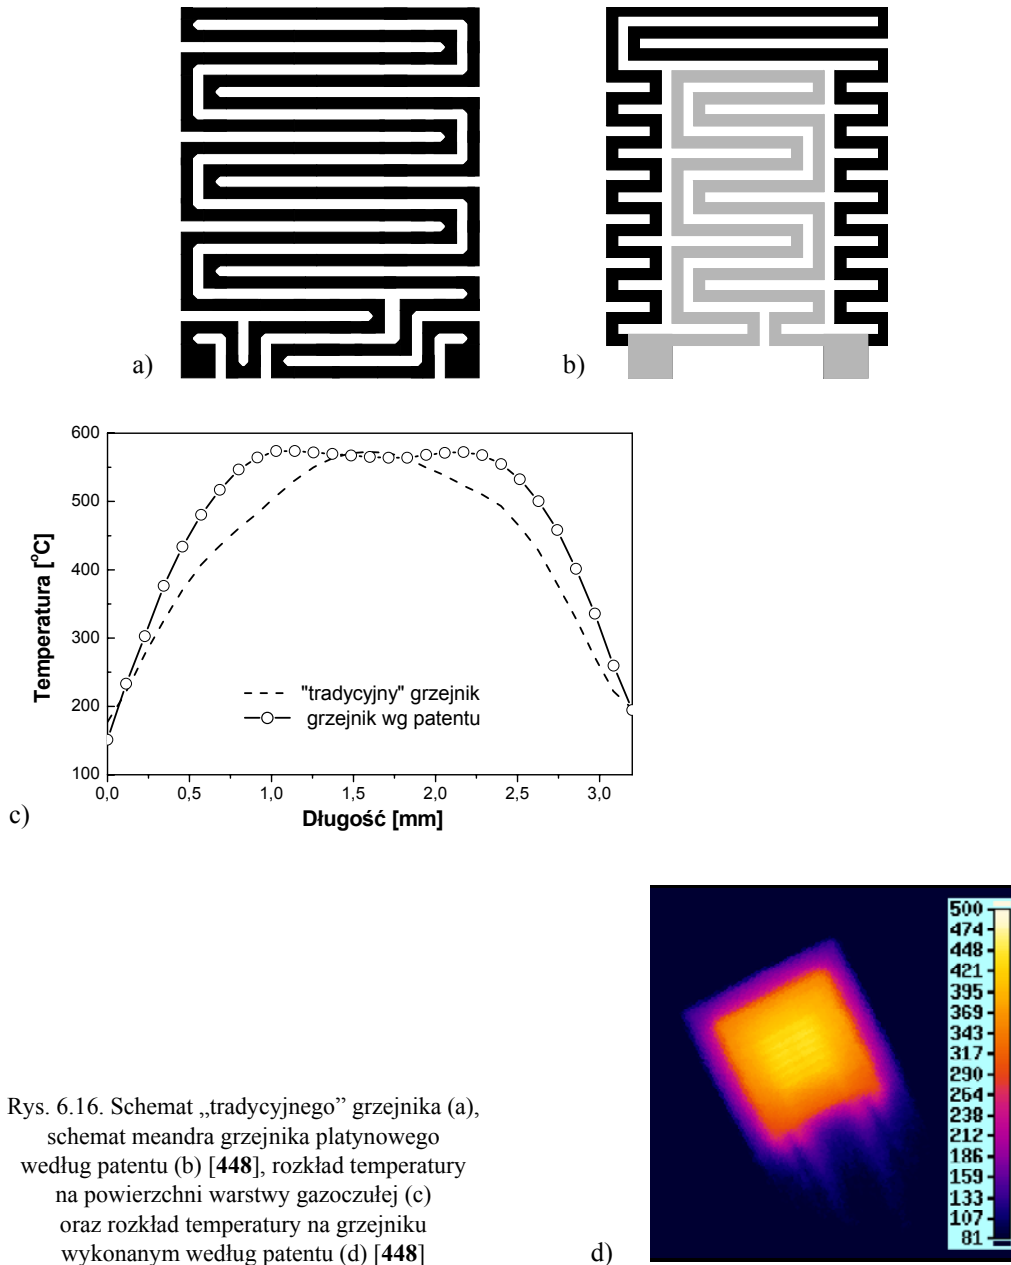 a)
b)
600
500
400
300
200
100
Temperatura [°C]
"tradycyjny" grzejnik
grzejnik wg patentu
0,0 0,5 1,0 1,5 2,0 2,5 3,0
Długość [mm]
c)
500
474
448
421
395
369
343
317
290
264
238
212
186
159
133
107
81
Rys. 6.16. Schemat „tradycyjnego” grzejnika (a),
schemat meandra grzejnika platynowego
według patentu (b) [448], rozkład temperatury
na powierzchni warstwy gazoczułej (c)
oraz rozkład temperatury na grzejniku
wykonanym według patentu (d) [448]
d)